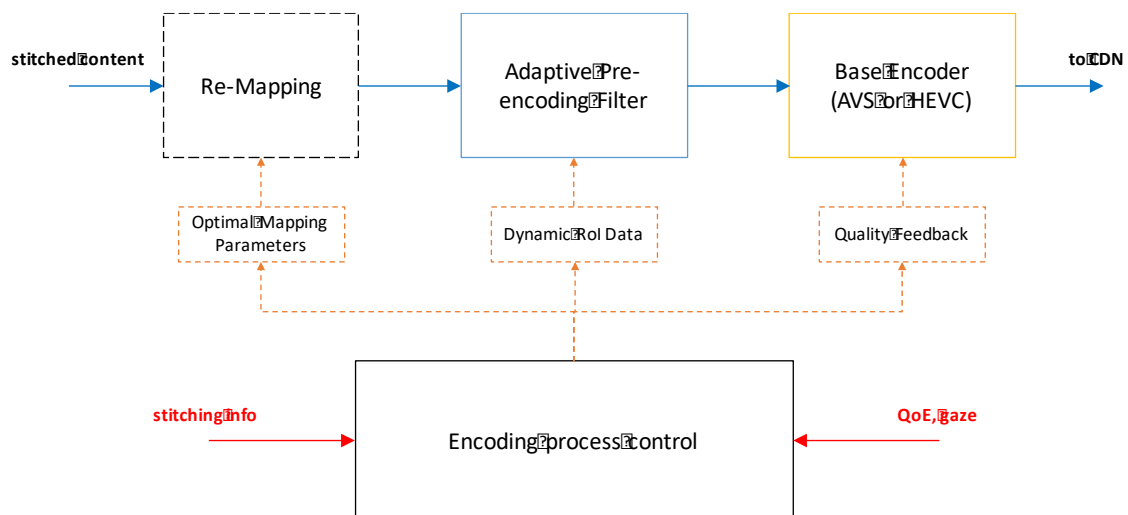 stitched content
Re-Mapping
Adaptive Pre-
encoding Filter
Base Encoder
(AVS or HEVC)
to CDN
Optimal Mapping
Parameters
Dynamic RoI Data
Quality Feedback
stitching info
Encoding process control
QoE, gaze